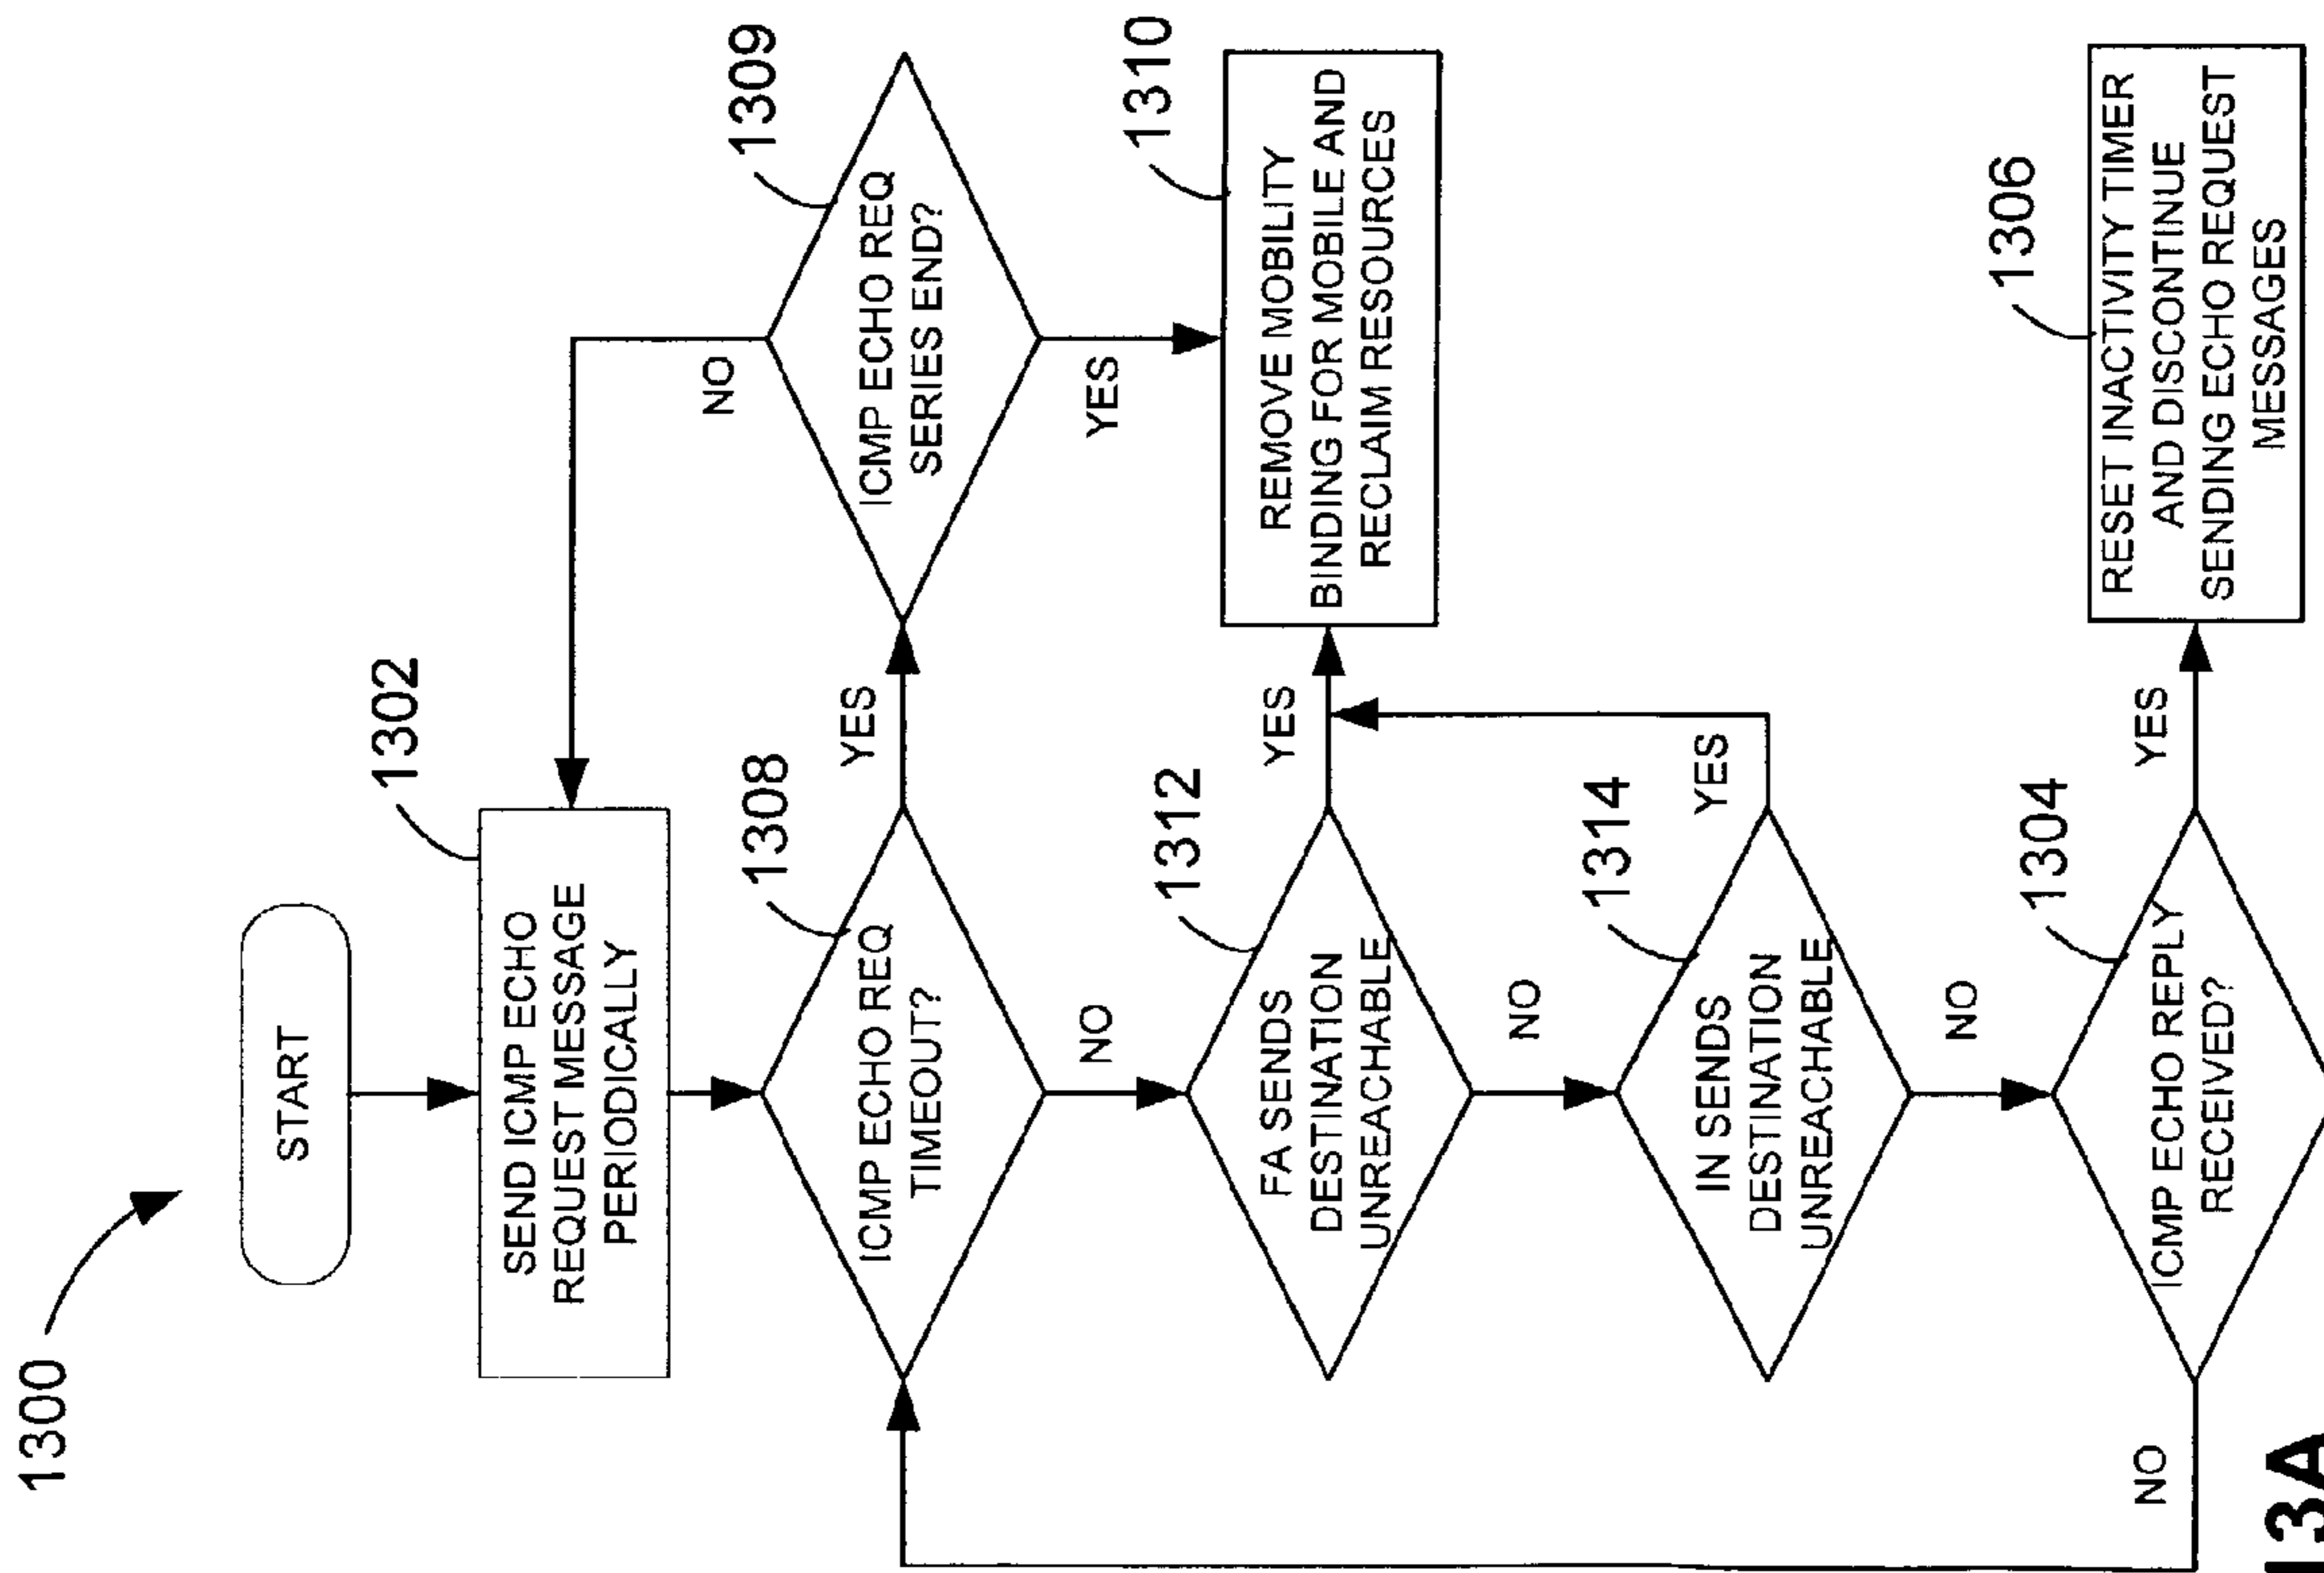 1300
START
1302
SEND ICMP ECHO
REQUEST MESSAGE
PERIODICALLY
1308
ICMP ECHO REQ
TIMEOUT?
YES
NO
1309
ICMP ECHO REQ
SERIES END?
NO
YES
1312
FA SENDS
DESTINATION
UNREACHABLE
YES
NO
1310
REMOVE MOBILITY
BINDING FOR MOBILE AND
RECLAIM RESOURCES
1314
IN SENDS
DESTINATION
UNREACHABLE
YES
NO
1304
ICMP ECHO REPLY
RECEIVED?
YES
NO
1306
RESET INACTIVITY TIMER
AND DISCONTINUE
SENDING ECHO REQUEST
MESSAGES
13A